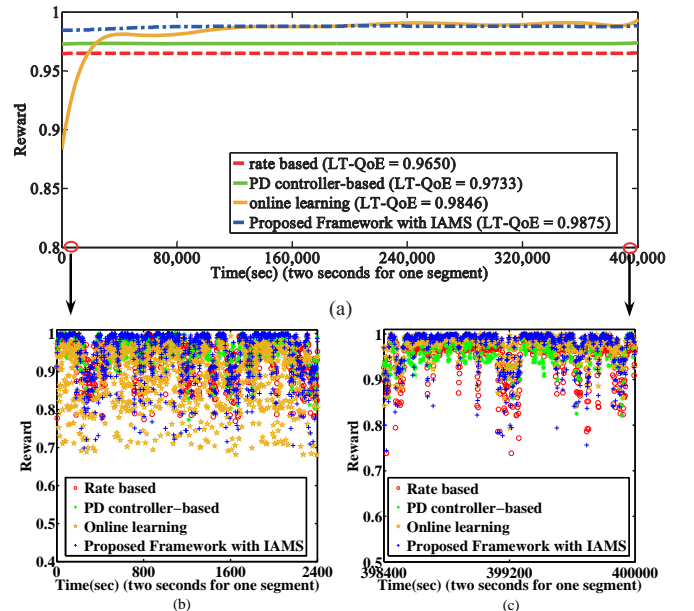 1
0.95
0.9
0.85
0.8
Reward
rate based (LT-QoE = 0.9650)
PD controller-based (LT-QoE = 0.9733)
online learning (LT-QoE = 0.9846)
Proposed Framework with IAMS (LT-QoE = 0.9875)
0 80,000 160,000 240,000 320,000 400,000
Time(sec) (two seconds for one segment)
(a)
1
0.9
0.8
0.7
0.6
0.5
0.4
Reward
Rate based
PD controller-based
Online learning
Proposed Framework with IAMS
0 800 1600 2400
Time(sec) (two seconds for one segment)
(b)
1
0.9
0.8
0.7
0.6
0.5
Reward
Rate based
PD controller-based
Online learning
Proposed Framework with IAMS
398400 399200 400000
Time(sec) (two seconds for one segment)
(c)